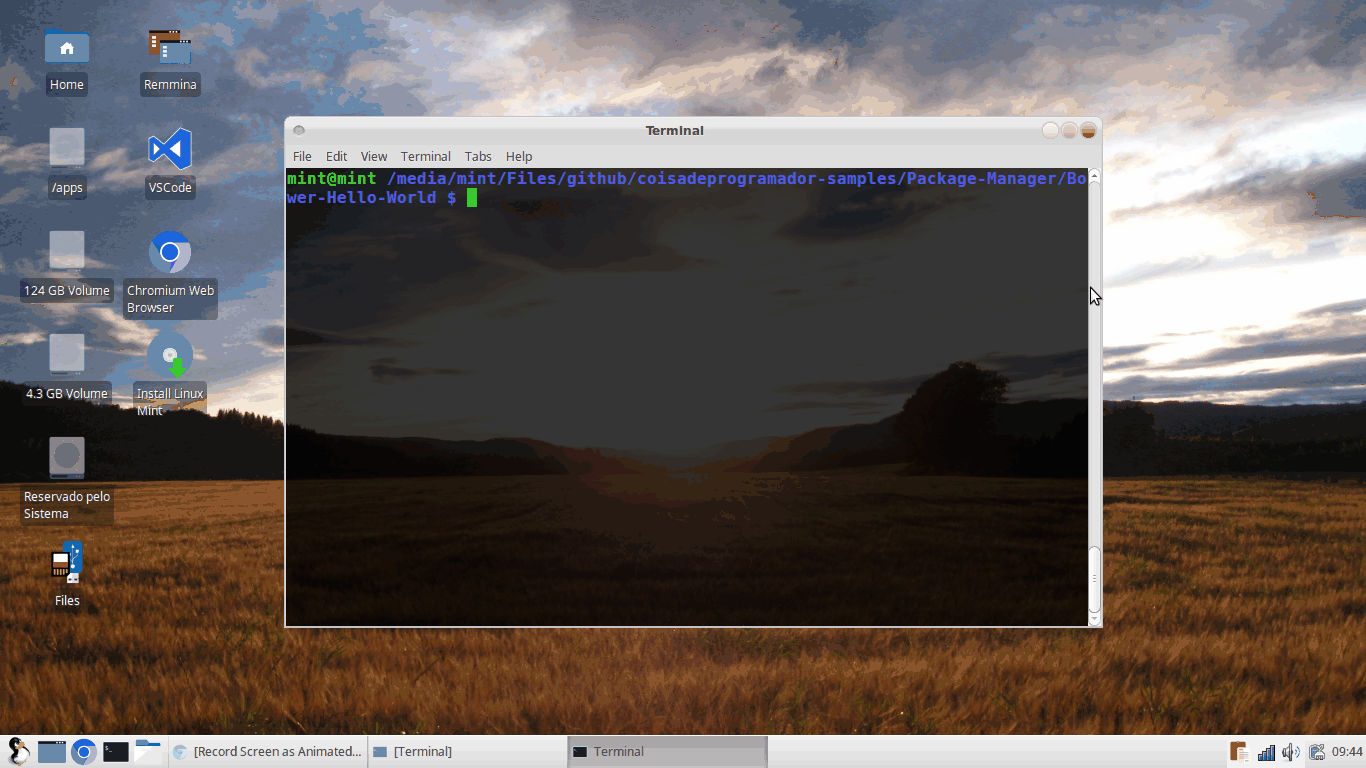 Home
Remmina
/apps
VSCode
124 GB Volume
Chromium Web
Browser
4.3 GB Volume
Install Linux
Mint
Reservado pelo
Sistema
Files
Terminal
File Edit View Terminal Tabs Help
mint@mint /media/mint/Files/github/coisadeprogramador-samples/Package-Manager/Bo
wer-Hello-World $
[Record Screen as Animated... [Terminal] Terminal 09:44